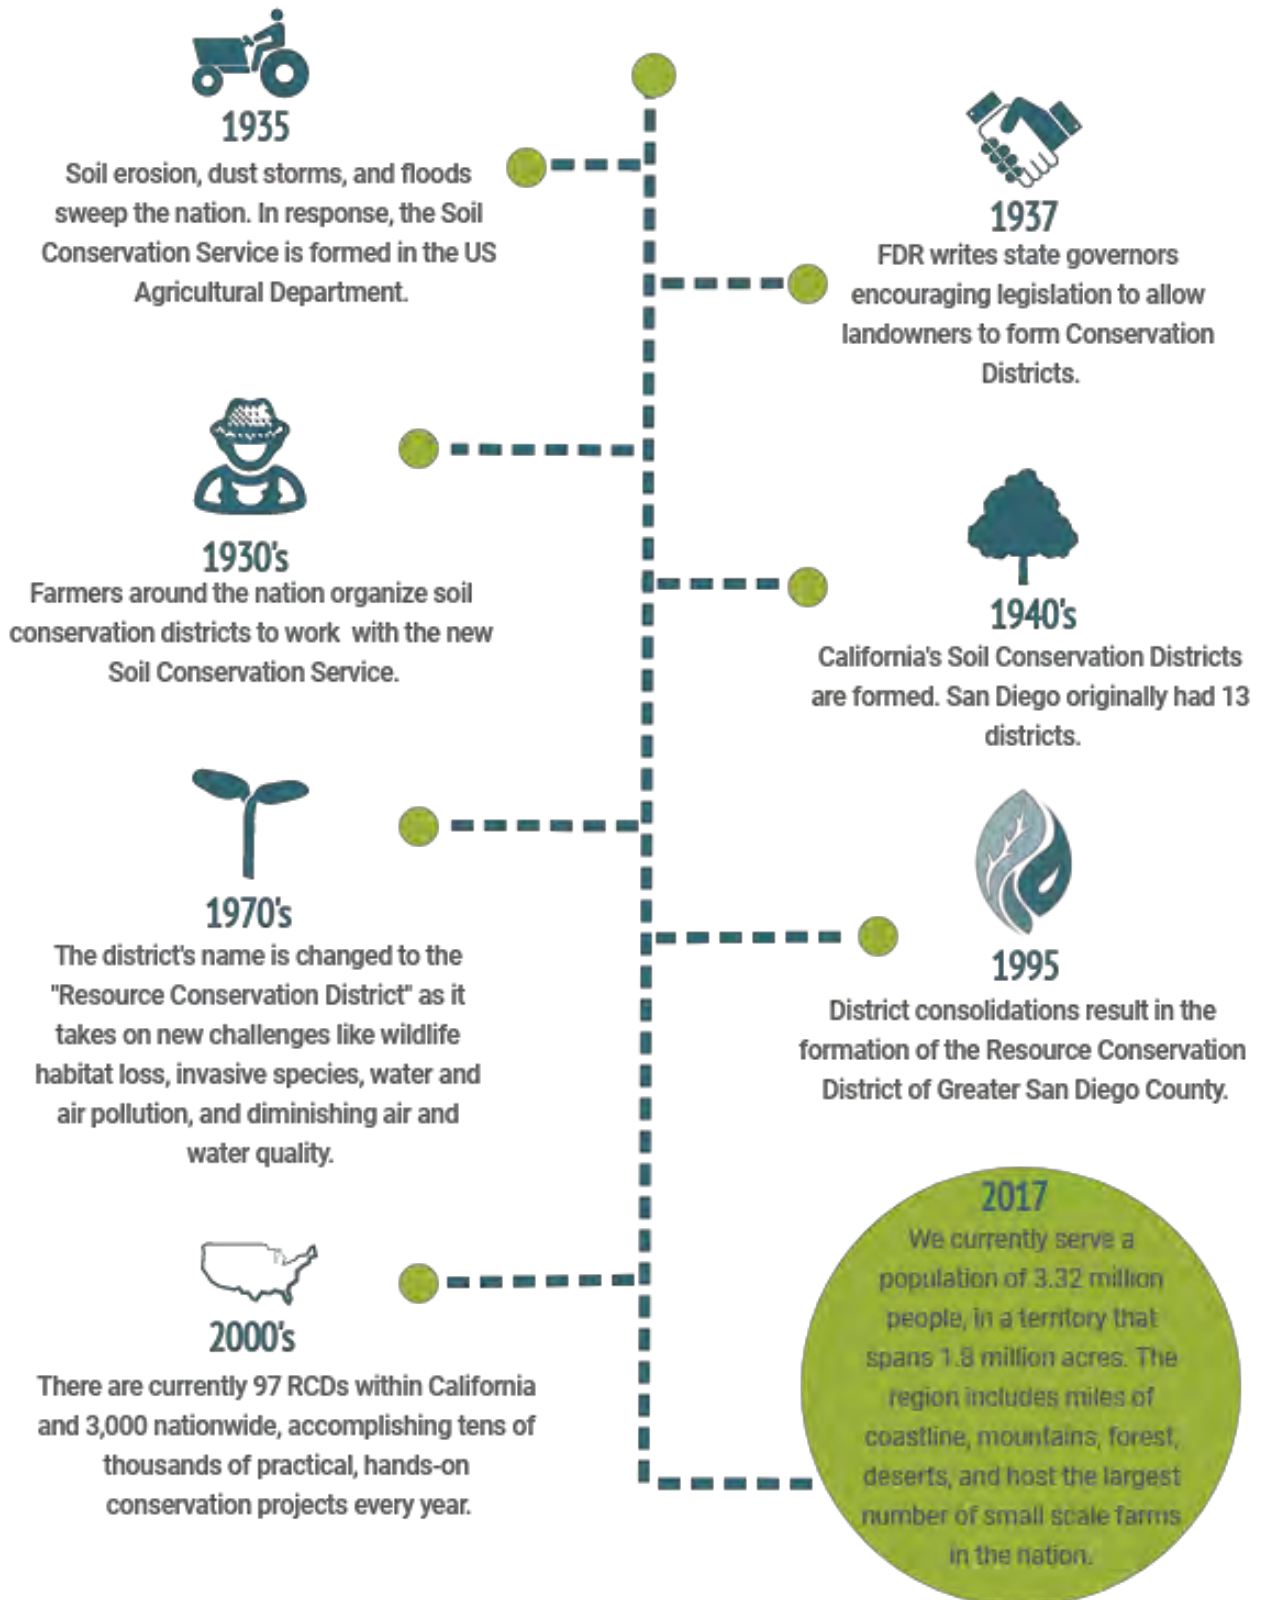 1935
Soil erosion, dust storms, and floods
sweep the nation. In response, the Soil
Conservation Service is formed in the US
Agricultural Department.
1937
FDR writes state governors
encouraging legislation to allow
landowners to form Conservation
Districts.
1930's
Farmers around the nation organize soil
conservation districts to work with the new
Soil Conservation Service.
1940's
California's Soil Conservation Districts
are formed. San Diego originally had 13
districts.
1970's
The district's name is changed to the
"Resource Conservation District" as it
takes on new challenges like wildlife
habitat loss, invasive species, water and
air pollution, and diminishing air and
water quality.
1995
District consolidations result in the
formation of the Resource Conservation
District of Greater San Diego County.
2000's
There are currently 97 RCDs within California
and 3,000 nationwide, accomplishing tens of
thousands of practical, hands-on
conservation projects every year.
2017
We currently serve a
population of 3.32 million
people, in a territory that
spans 1.8 million acres. The
region includes miles of
coastline, mountains, forest,
deserts, and host the largest
number of small scale farms
in the nation.